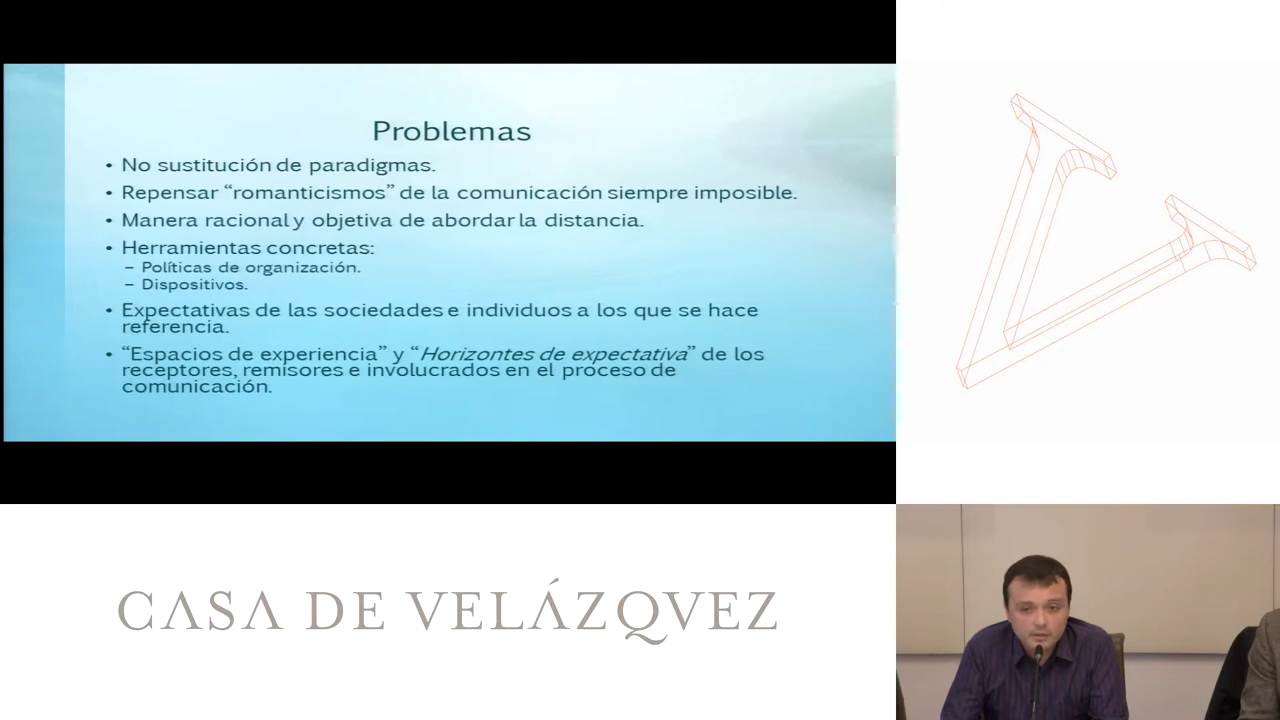 Problemas
• No sustitución de paradigmas.
• Repensar “romanticismos” de la comunicación siempre imposible.
• Manera racional y objetiva de abordar la distancia.
• Herramientas concretas:
– Políticas de organización.
– Dispositivos.
• Expectativas de las sociedades e individuos a los que se hace
referencia.
• “Espacios de experiencia” y “Horizontes de expectativa” de los
receptores, remisores e involucrados en el proceso de
comunicación.
CASA DE VELÁZQVEZ